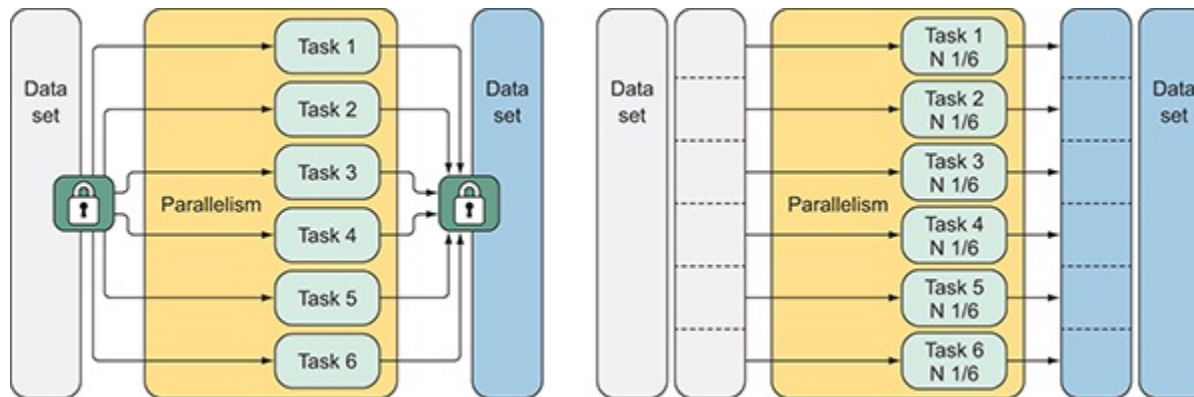 Data
set
Task 1
Task 2
Task 3
Parallelism
Task 4
Task 5
Task 6
Data
set
Data
set
Task 1
N 1/6
Task 2
N 1/6
Task 3
N 1/6
Parallelism
Task 4
N 1/6
Task 5
N 1/6
Task 6
N 1/6
Data
set